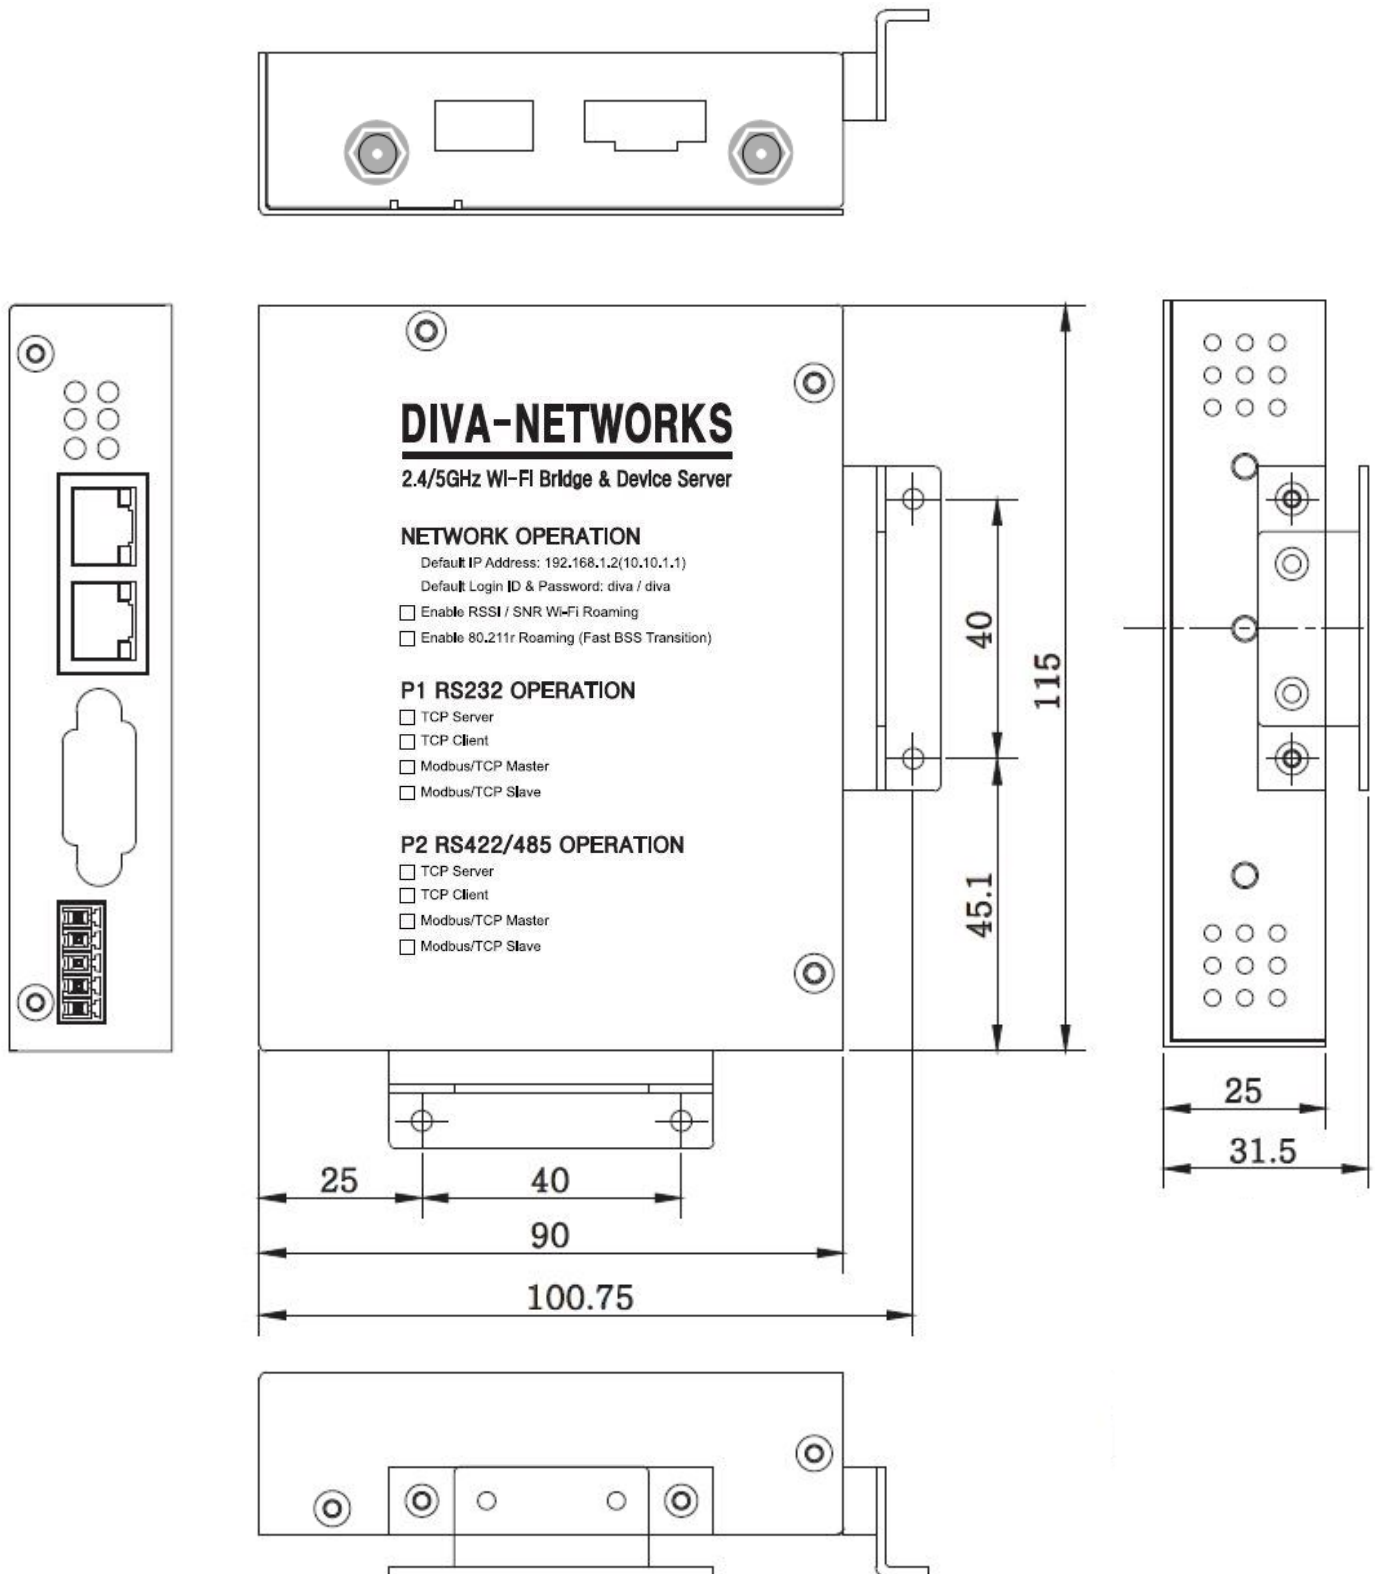 DIVA-NETWORKS
2.4/5GHz Wi-Fi Bridge & Device Server
NETWORK OPERATION
Default IP Address: 192.168.1.2(10.10.1.1)
Default Login ID & Password: diva / diva
Enable RSSI / SNR Wi-Fi Roaming
Enable 80.211r Roaming (Fast BSS Transition)
P1 RS232 OPERATION
TCP Server
TCP Client
Modbus/TCP Master
Modbus/TCP Slave
P2 RS422/485 OPERATION
TCP Server
TCP Client
Modbus/TCP Master
Modbus/TCP Slave
40
115
45.1
25
31.5
25
40
90
100.75